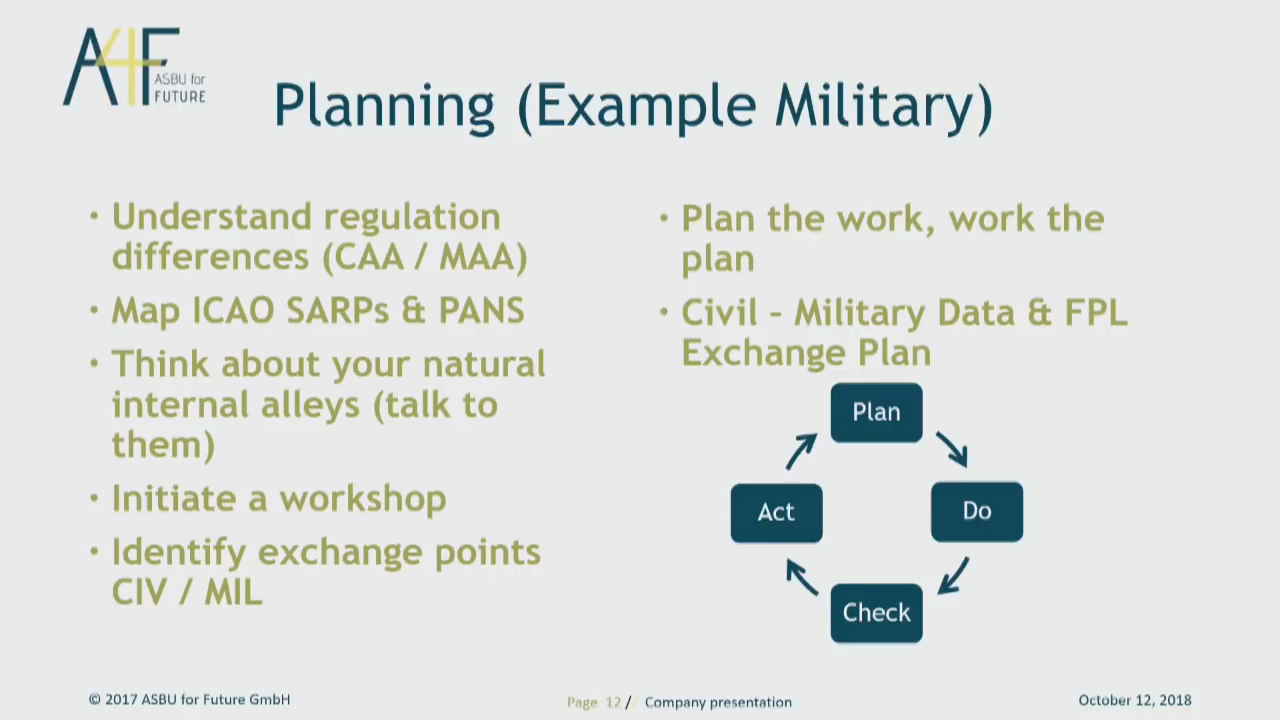 A4F
ASBU for
FUTURE
Planning (Example Military)
• Understand regulation
differences (CAA / MAA)
• Map ICAO SARPs & PANS
• Think about your natural
internal alleys (talk to
them)
• Initiate a workshop
• Identify exchange points
CIV / MIL
• Plan the work, work the
plan
• Civil – Military Data & FPL
Exchange Plan
Plan
Act
Do
Check
© 2017 ASBU for Future GmbH
Page 12 // Company presentation
October 12, 2018